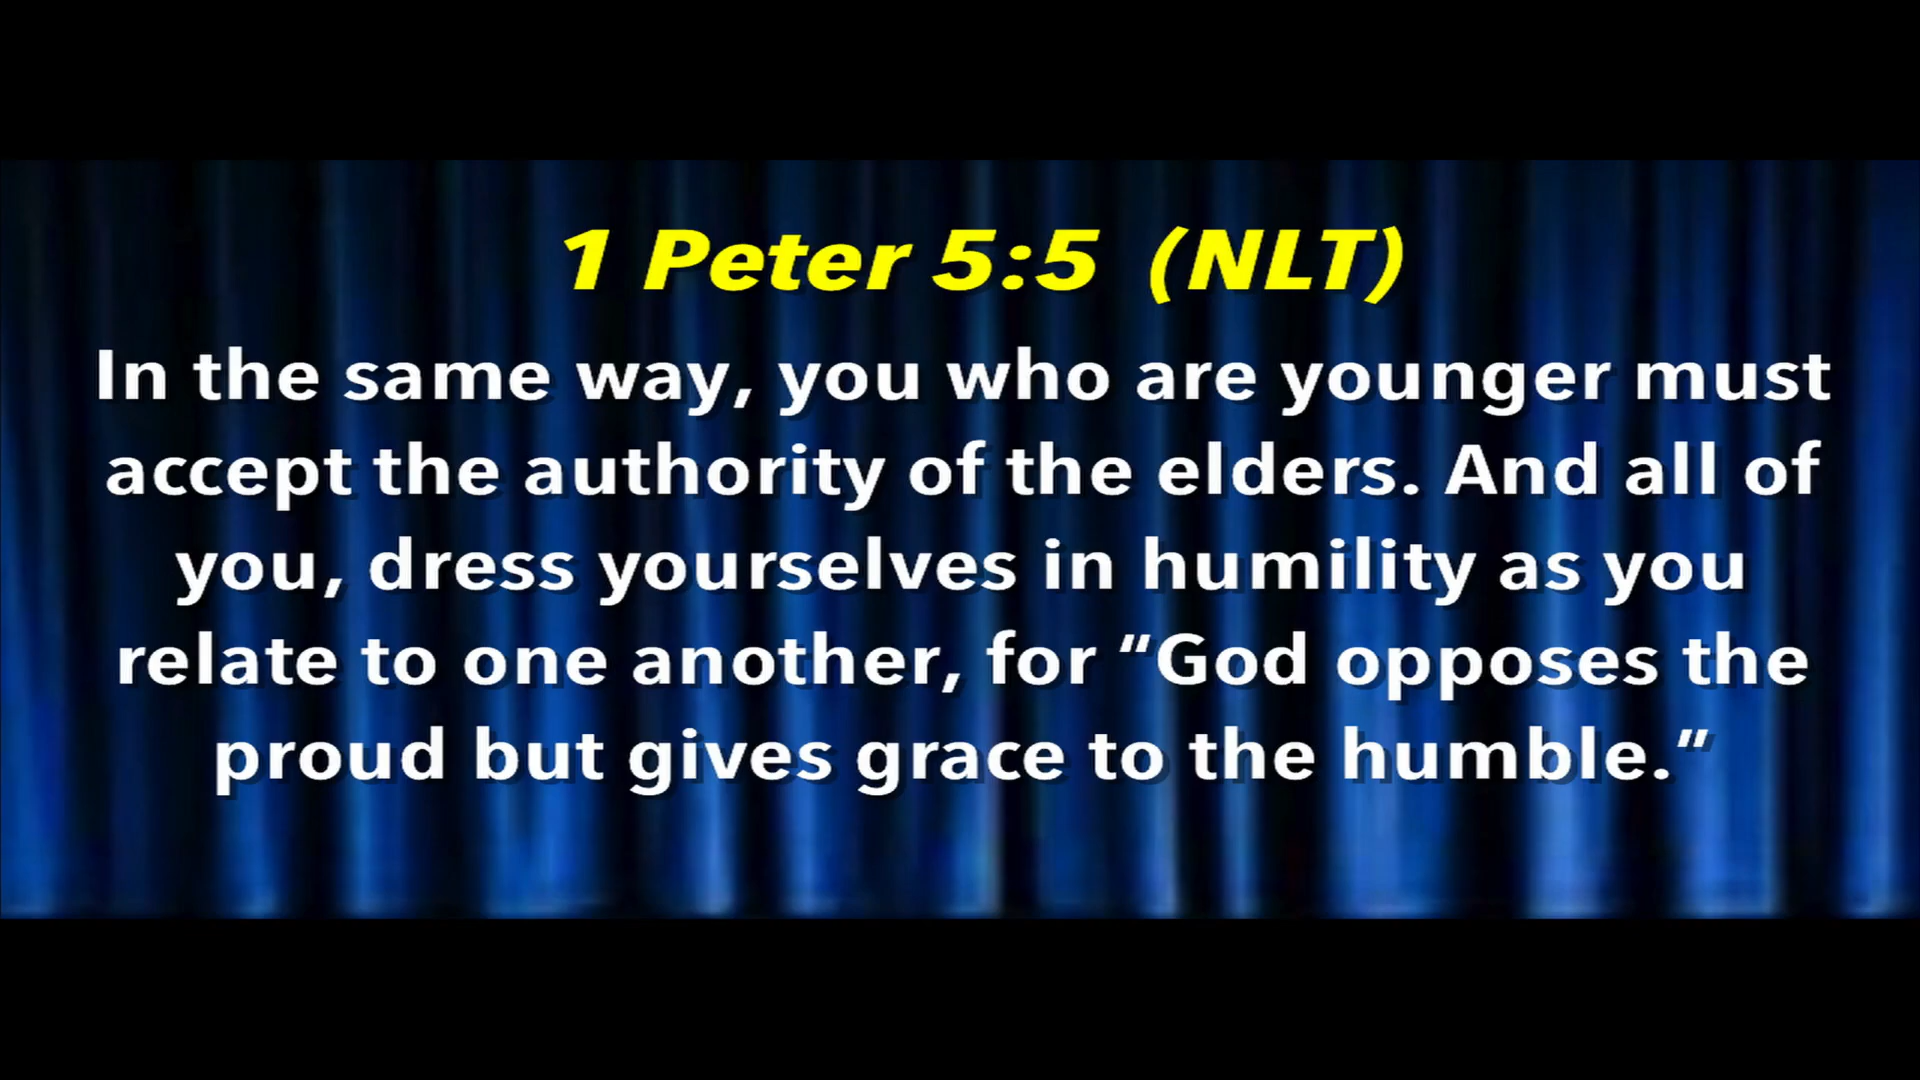 1 Peter 5:5 (NLT)
In the same way, you who are younger must
accept the authority of the elders. And all of
you, dress yourselves in humility as you
relate to one another, for “God opposes the
proud but gives grace to the humble.”